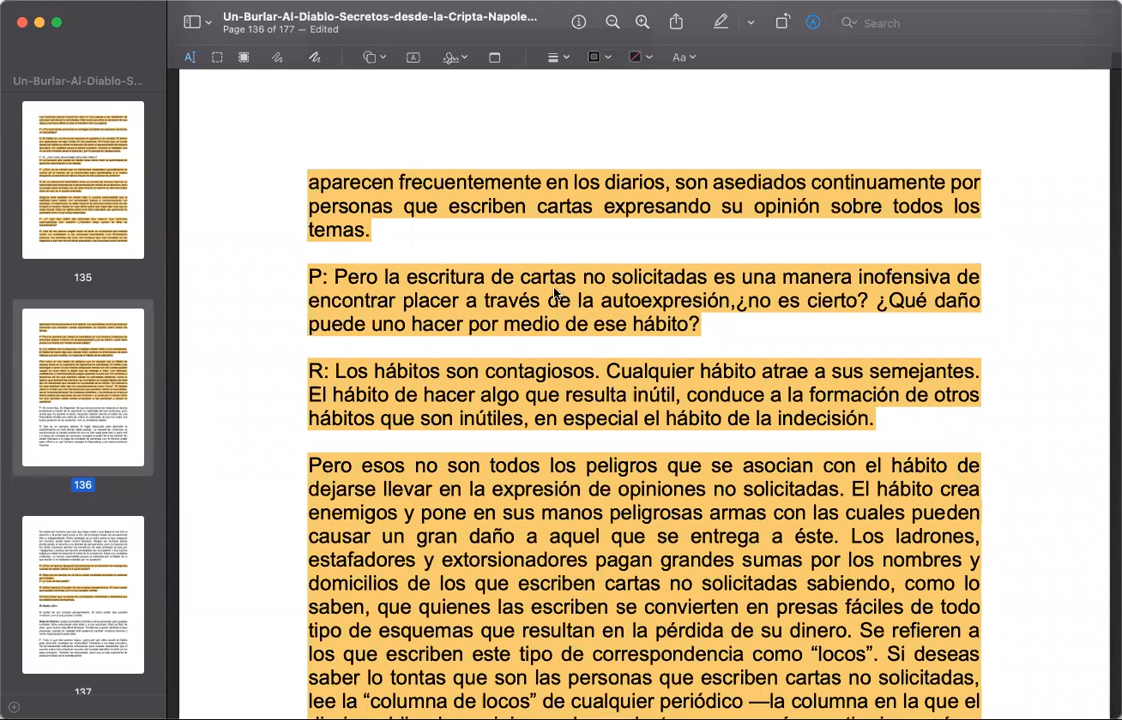 Un-Burlar-Al-Diablo-Secretos-desde-la-Cripta-Napole...
Page 136 of 177 — Edited
Search
Aa
Un-Burlar-Al-Diablo-S...
135
136
137
aparecen frecuentemente en los diarios, son asediados continuamente por
personas que escriben cartas expresando su opinión sobre todos los
temas.
P: Pero la escritura de cartas no solicitadas es una manera inofensiva de
encontrar placer a través de la autoexpresión,¿no es cierto? ¿Qué daño
puede uno hacer por medio de ese hábito?
R: Los hábitos son contagiosos. Cualquier hábito atrae a sus semejantes.
El hábito de hacer algo que resulta inútil, conduce a la formación de otros
hábitos que son inútiles, en especial el hábito de la indecisión.
Pero esos no son todos los peligros que se asocian con el hábito de
dejarse llevar en la expresión de opiniones no solicitadas. El hábito crea
enemigos y pone en sus manos peligrosas armas con las cuales pueden
causar un gran daño a aquel que se entrega a éste. Los ladrones,
estafadores y extorsionadores pagan grandes sumas por los nombres y
domicilios de los que escriben cartas no solicitadas sabiendo, como lo
saben, que quienes las escriben se convierten en presas fáciles de todo
tipo de esquemas que resultan en la pérdida de su dinero. Se refieren a
los que escriben este tipo de correspondencia como “locos”. Si deseas
saber lo tontas que son las personas que escriben cartas no solicitadas,
lee la “columna de locos” de cualquier periódico —la columna en la que el